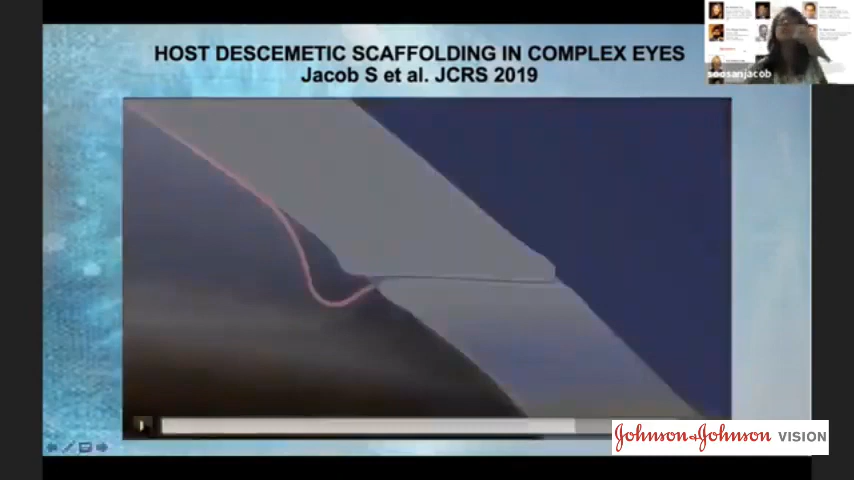 HOST DESCEMETIC SCAFFOLDING IN COMPLEX EYES
Jacob S et al. JCRS 2019
soosanjacob
Johnson & Johnson VISION